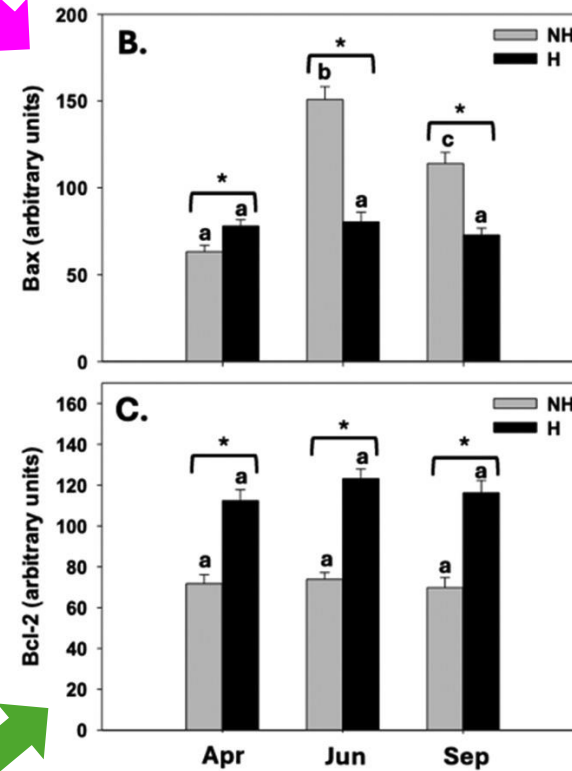 B.
NH
H
Bax (arbitrary units)
200
150
100
50
0
*
a
a
*
b
a
*
c
a
C.
NH
H
Bcl-2 (arbitrary units)
160
140
120
100
80
60
40
20
0
*
a
a
*
a
a
*
a
a
Apr Jun Sep